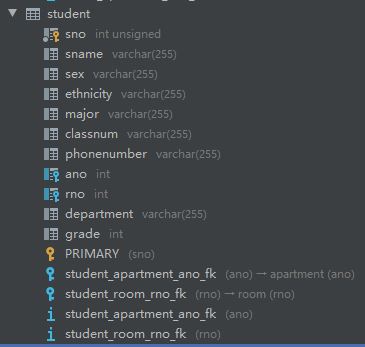 student
sno int unsigned
sname varchar(255)
sex varchar(255)
ethnicity varchar(255)
major varchar(255)
classnum varchar(255)
phonenumber varchar(255)
ano int
rno int
department varchar(255)
grade int
PRIMARY (sno)
student_apartment_ano_fk (ano) → apartment (ano)
student_room_rno_fk (rno) → room (rno)
student_apartment_ano_fk (ano)
student_room_rno_fk (rno)